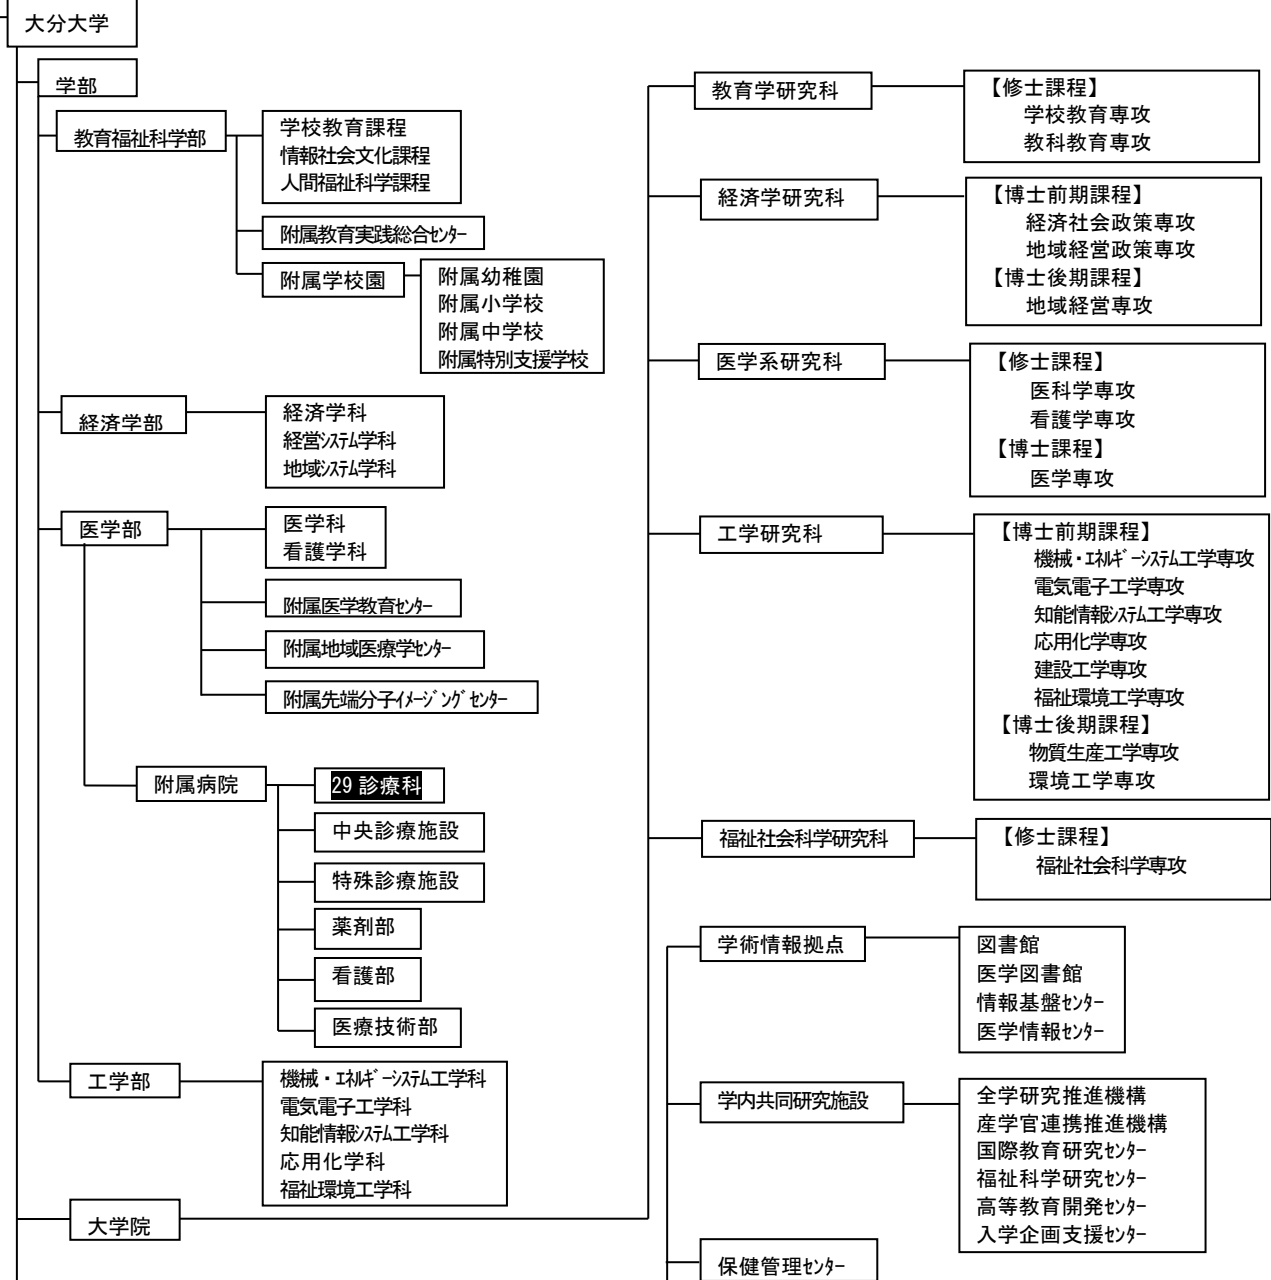 大分大学
学部
教育福祉科学部
学校教育課程
情報社会文化課程
人間福祉科学課程
附属教育実践総合ｾﾝﾀｰ
附属学校園
附属幼稚園
附属小学校
附属中学校
附属特別支援学校
経済学部
経済学科
経営ｼｽﾃﾑ学科
地域ｼｽﾃﾑ学科
医学部
医学科
看護学科
附属医学教育ｾﾝﾀｰ
附属地域医療学ｾﾝﾀｰ
附属先端分子ｲﾒｰｼﾞﾝｸﾞｾﾝﾀｰ
附属病院
29 診療科
中央診療施設
特殊診療施設
薬剤部
看護部
医療技術部
工学部
機械・ｴﾈﾙｷﾞｰｼｽﾃﾑ工学科
電気電子工学科
知能情報ｼｽﾃﾑ工学科
応用化学科
福祉環境工学科
大学院
教育学研究科
【修士課程】
学校教育専攻
教科教育専攻
経済学研究科
【博士前期課程】
経済社会政策専攻
地域経営政策専攻
【博士後期課程】
地域経営専攻
医学系研究科
【修士課程】
医科学専攻
看護学専攻
【博士課程】
医学専攻
工学研究科
【博士前期課程】
機械・ｴﾈﾙｷﾞｰｼｽﾃﾑ工学専攻
電気電子工学専攻
知能情報ｼｽﾃﾑ工学専攻
応用化学専攻
建設工学専攻
福祉環境工学専攻
【博士後期課程】
物質生産工学専攻
環境工学専攻
福祉社会科学研究科
【修士課程】
福祉社会科学専攻
学術情報拠点
図書館
医学図書館
情報基盤ｾﾝﾀｰ
医学情報ｾﾝﾀｰ
学内共同研究施設
全学研究推進機構
産学官連携推進機構
国際教育研究ｾﾝﾀｰ
福祉科学研究ｾﾝﾀｰ
高等教育開発ｾﾝﾀｰ
入学企画支援ｾﾝﾀｰ
保健管理ｾﾝﾀｰ